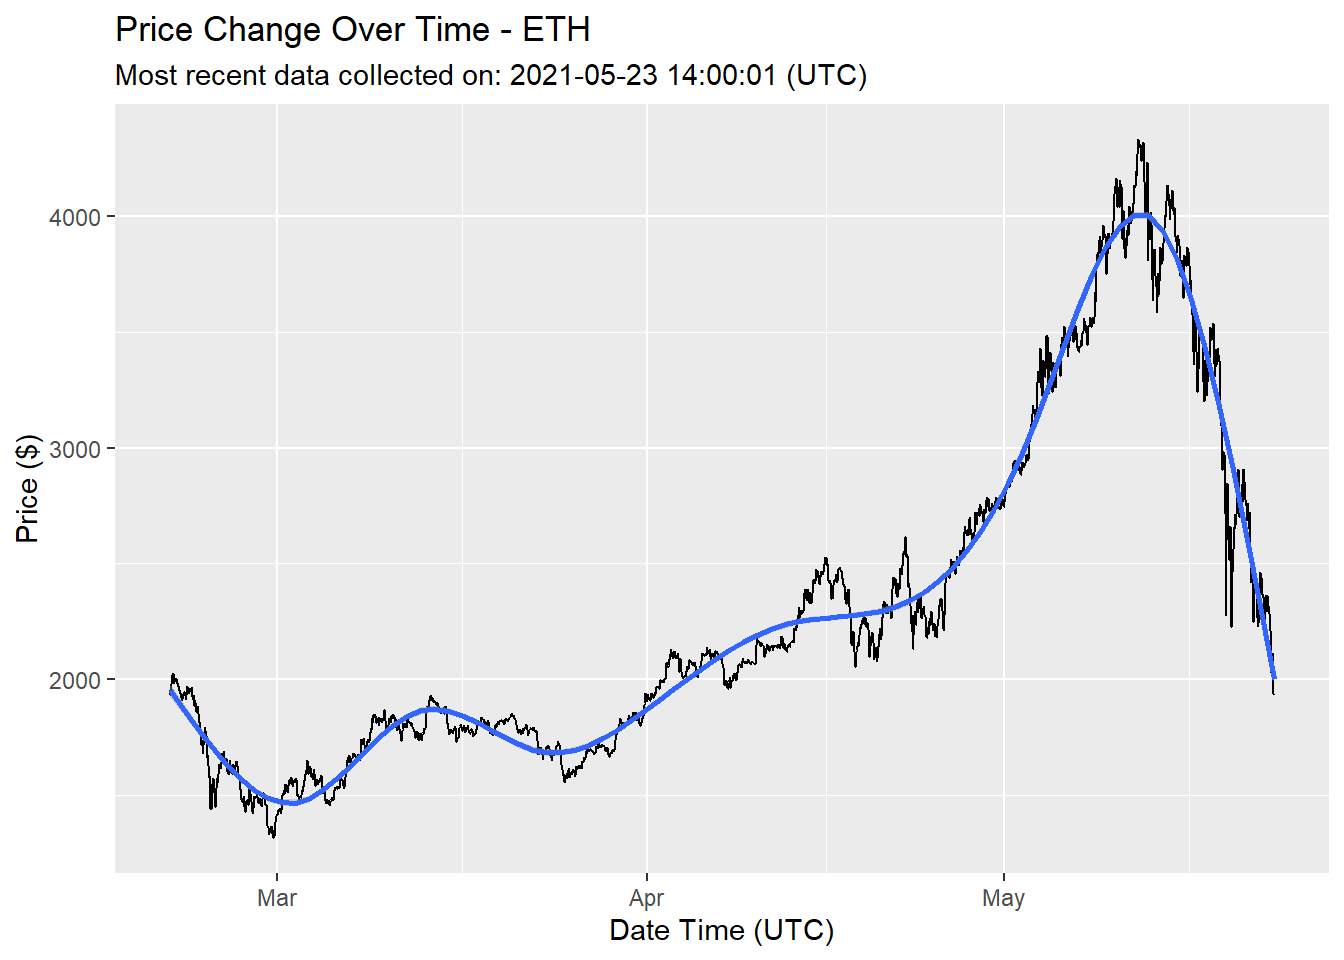 Price Change Over Time - ETH
Most recent data collected on: 2021-05-23 14:00:01 (UTC)
4000
3000
2000
Price ($)
Mar
Apr
May
Date Time (UTC)